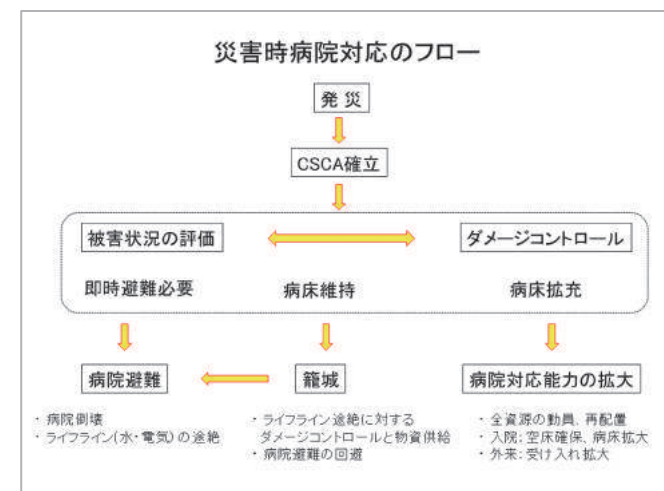 災害時病院対応のフロー
発災
CSCA確立
被害状況の評価
ダメージコントロール
即時避難必要
病床維持
病床拡充
病院避難
籠城
病院対応能力の拡大
・病院倒壊
・ライフライン(水・電気)の途絶
・ライフライン途絶に対する
ダメージコントロールと物資供給
・病院避難の回避
・全資源の動員、再配置
・入院: 空床確保、病床拡大
・外来: 受け入れ拡大